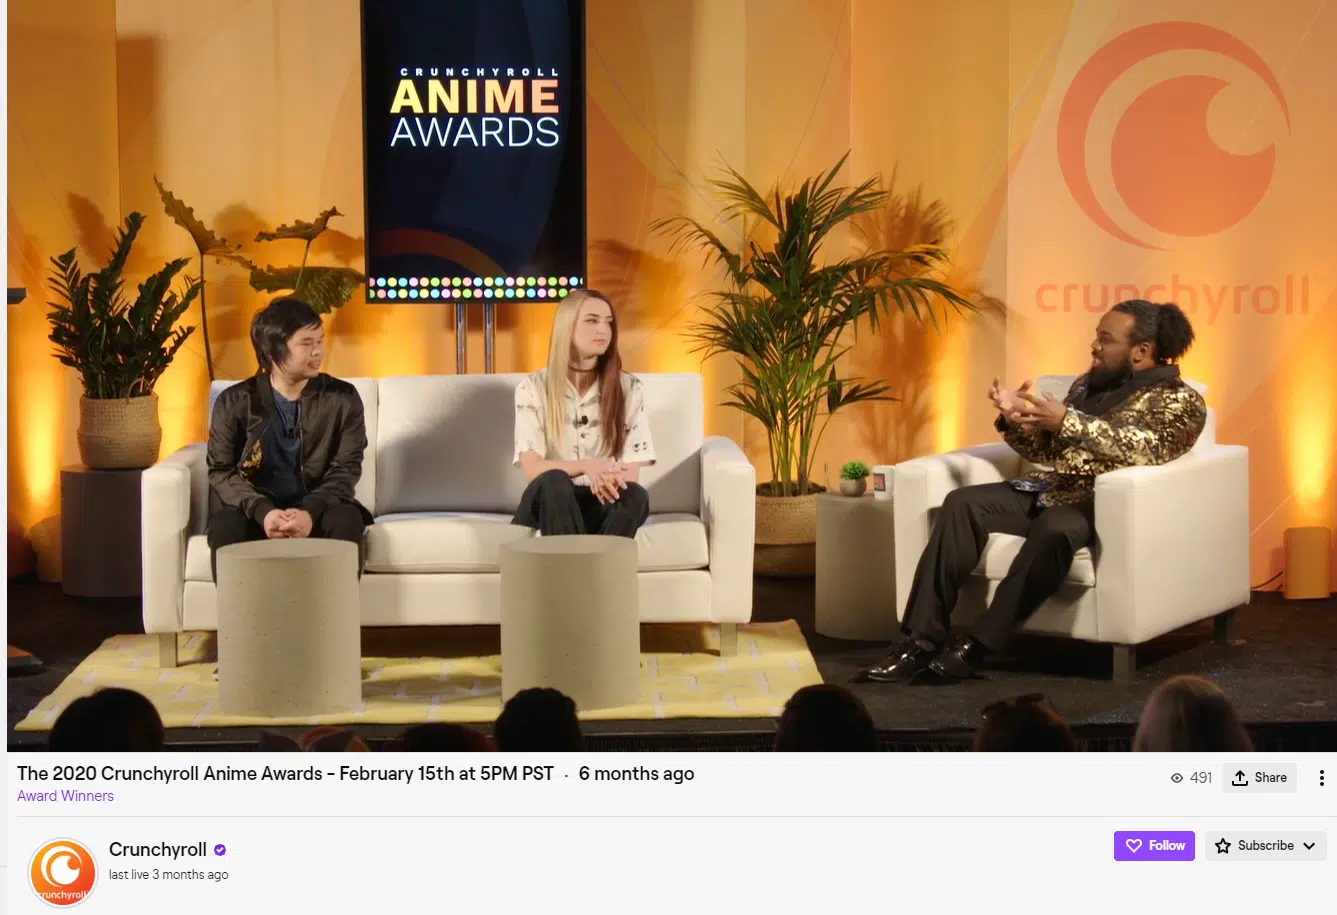 CRUNCHYROLL
ANIME
AWARDS
crunchyroll
The 2020 Crunchyroll Anime Awards - February 15th at 5PM PST · 6 months ago
491
Share
Award Winners
Crunchyroll
last live 3 months ago
Follow
Subscribe
crunchyroll